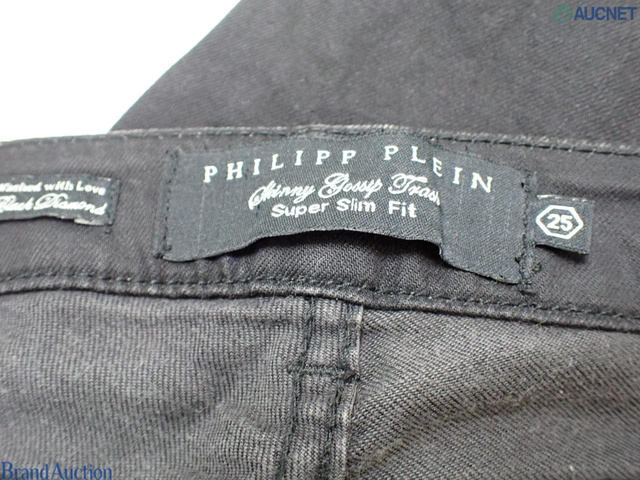 AUCNET
PHILIPP PLEIN
Skinny Gossip Trash
Super Slim Fit
25
Washed with Love
Black Diamond
Brand Auction